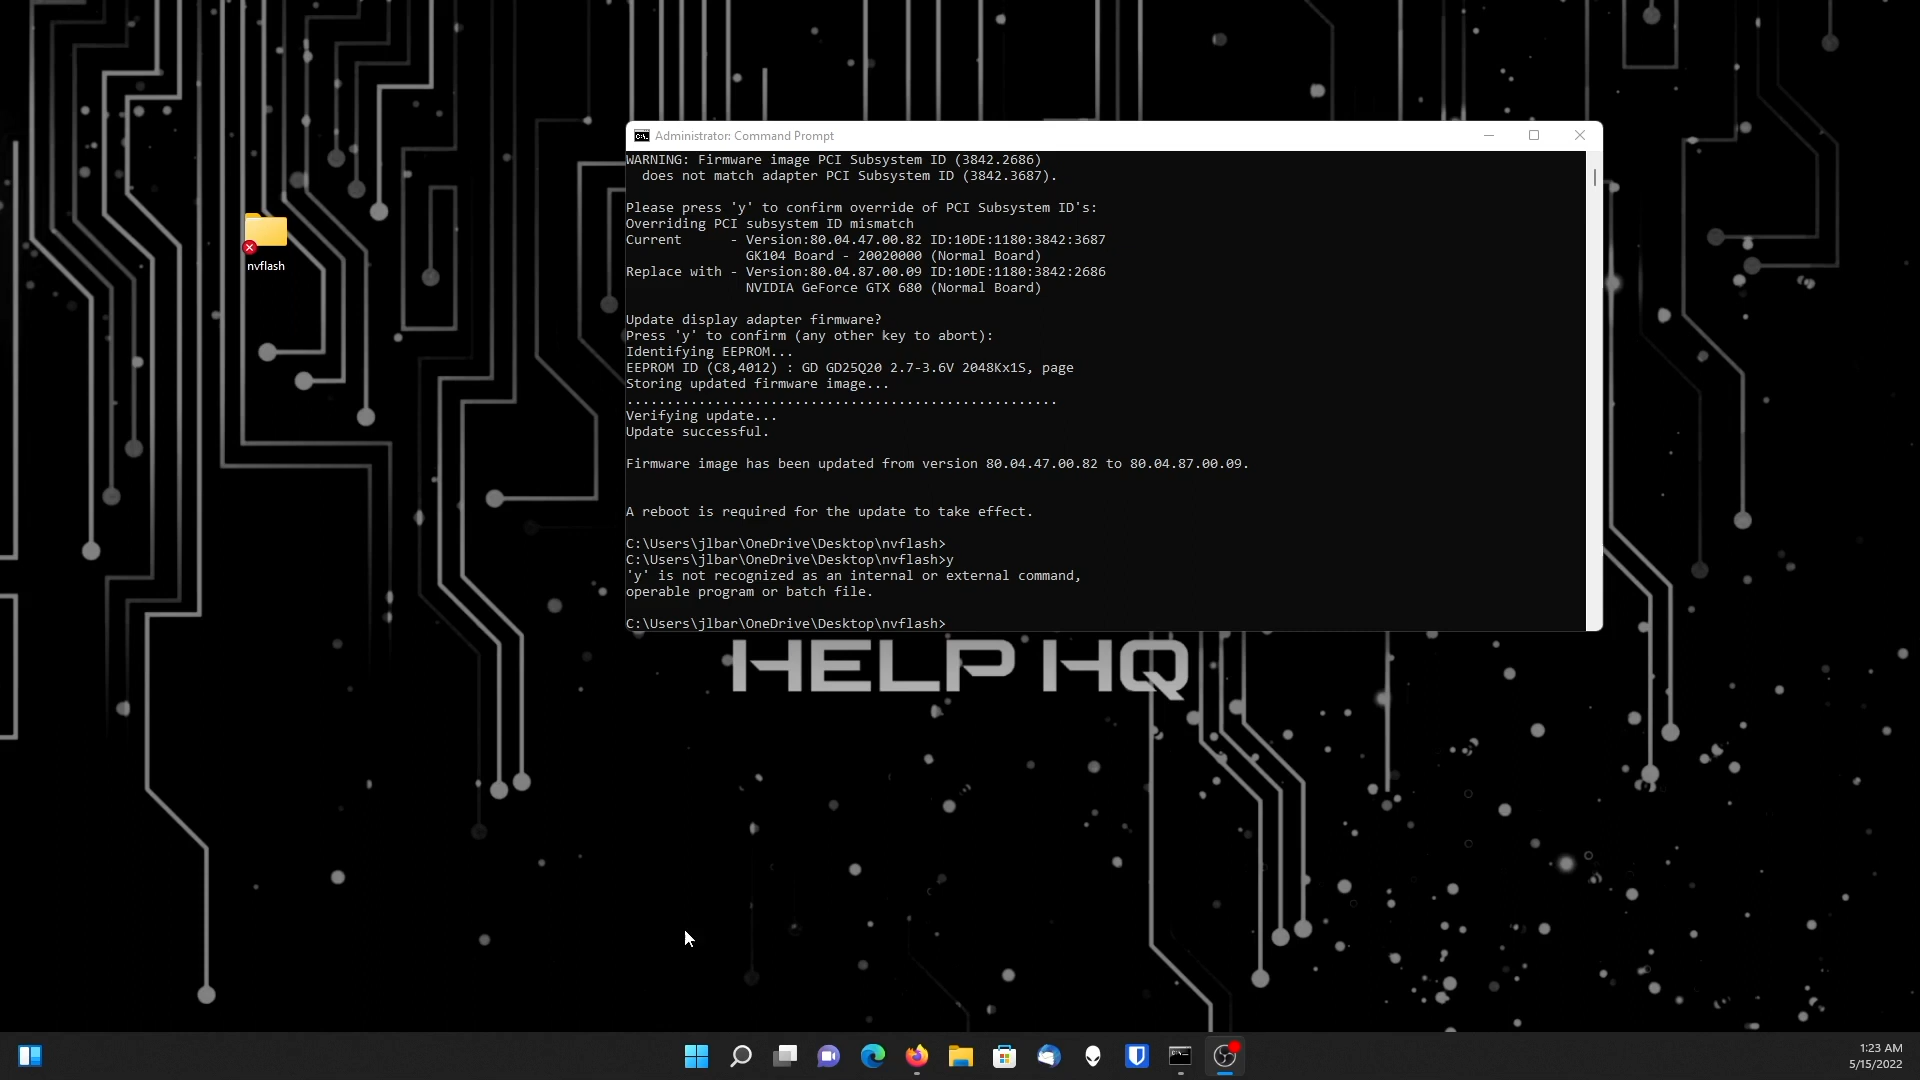 Administrator: Command Prompt
WARNING: Firmware image PCI Subsystem ID (3842.2686)
does not match adapter PCI Subsystem ID (3842.3687).
Please press 'y' to confirm override of PCI Subsystem ID's:
Overriding PCI subsystem ID mismatch
Current - Version:80.04.47.00.82 ID:10DE:1180:3842:3687
GK104 Board - 20020000 (Normal Board)
Replace with - Version:80.04.87.00.09 ID:10DE:1180:3842:2686
NVIDIA GeForce GTX 680 (Normal Board)
Update display adapter firmware?
Press 'y' to confirm (any other key to abort):
Identifying EEPROM...
EEPROM ID (C8,4012) : GD GD25Q20 2.7-3.6V 2048Kx1S, page
Storing updated firmware image...
......................................................
Verifying update...
Update successful.
Firmware image has been updated from version 80.04.47.00.82 to 80.04.87.00.09.
A reboot is required for the update to take effect.
C:\Users\jlbar\OneDrive\Desktop\nvflash>
C:\Users\jlbar\OneDrive\Desktop\nvflash>y
'y' is not recognized as an internal or external command,
operable program or batch file.
C:\Users\jlbar\OneDrive\Desktop\nvflash>
nvflash
HELP HQ
1:23 AM
5/15/2022